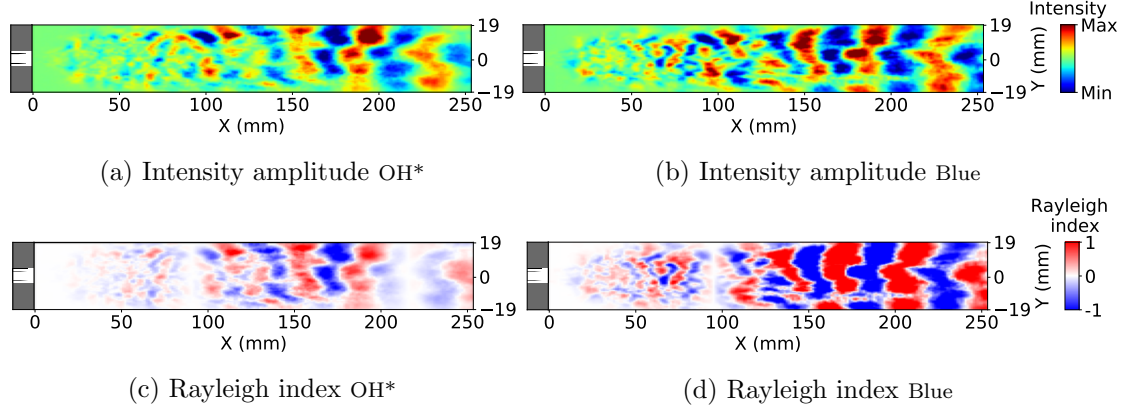 Intensity
19
0
−19
0 50 100 150 200 250
X (mm)
19
0
−19
Y (mm)
0 50 100 150 200 250
X (mm)
Max
Min
(a) Intensity amplitude OH*
(b) Intensity amplitude Blue
Rayleigh
index
19
0
−19
0 50 100 150 200 250
X (mm)
19
0
−19
Y (mm)
0 50 100 150 200 250
X (mm)
1
0
-1
(c) Rayleigh index OH*
(d) Rayleigh index Blue